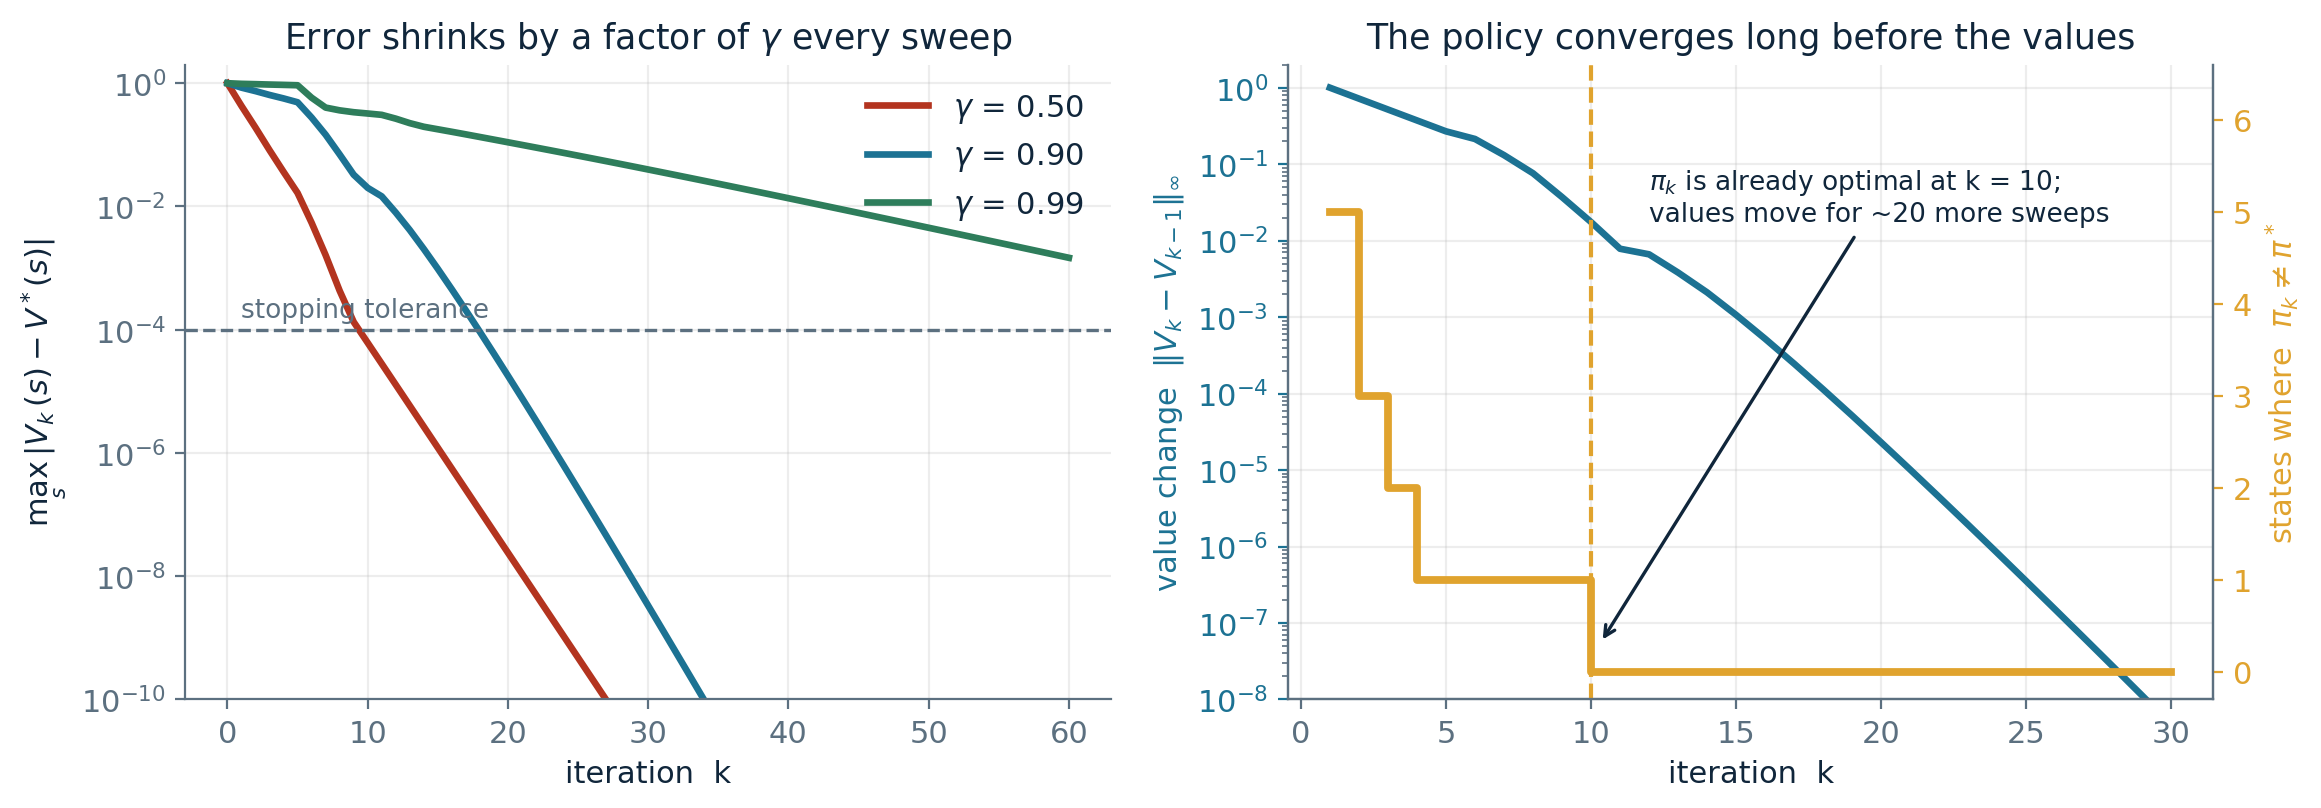 Error shrinks by a factor of γ every sweep
max_s |V_k(s) − V*(s)|
10^0
10^−2
10^−4
10^−6
10^−8
10^−10
γ = 0.50
γ = 0.90
γ = 0.99
stopping tolerance
0 10 20 30 40 50 60
iteration k
The policy converges long before the values
value change ‖V_k − V_{k−1}‖_∞
10^0
10^−1
10^−2
10^−3
10^−4
10^−5
10^−6
10^−7
10^−8
π_k is already optimal at k = 10;
values move for ~20 more sweeps
6
5
4
3
2
1
0
states where π_k ≠ π*
0 5 10 15 20 25 30
iteration k